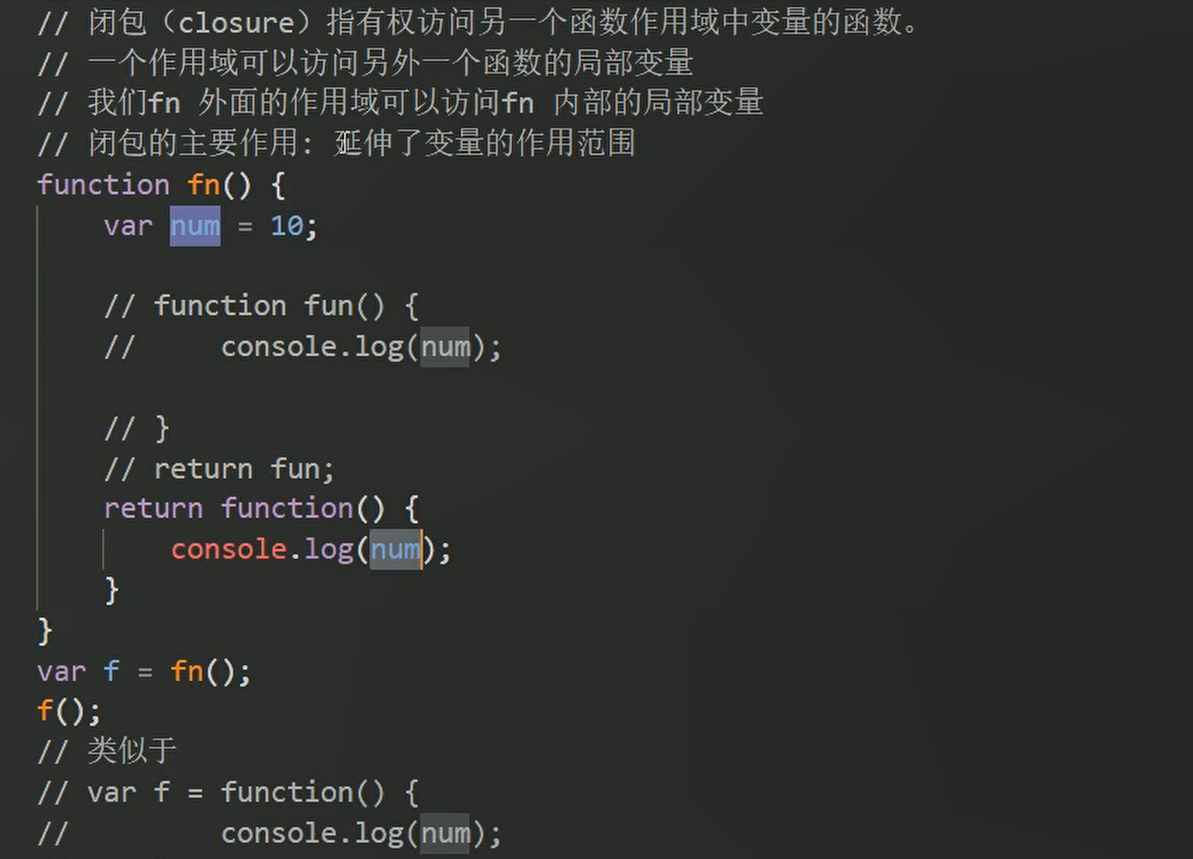 // 闭包（closure）指有权访问另一个函数作用域中变量的函数。
// 一个作用域可以访问另外一个函数的局部变量
// 我们fn 外面的作用域可以访问fn 内部的局部变量
// 闭包的主要作用: 延伸了变量的作用范围
function fn() {
    var num = 10;

    // function fun() {
    //     console.log(num);

    // }
    // return fun;
    return function() {
        console.log(num);
    }
}
var f = fn();
f();
// 类似于
// var f = function() {
//         console.log(num);